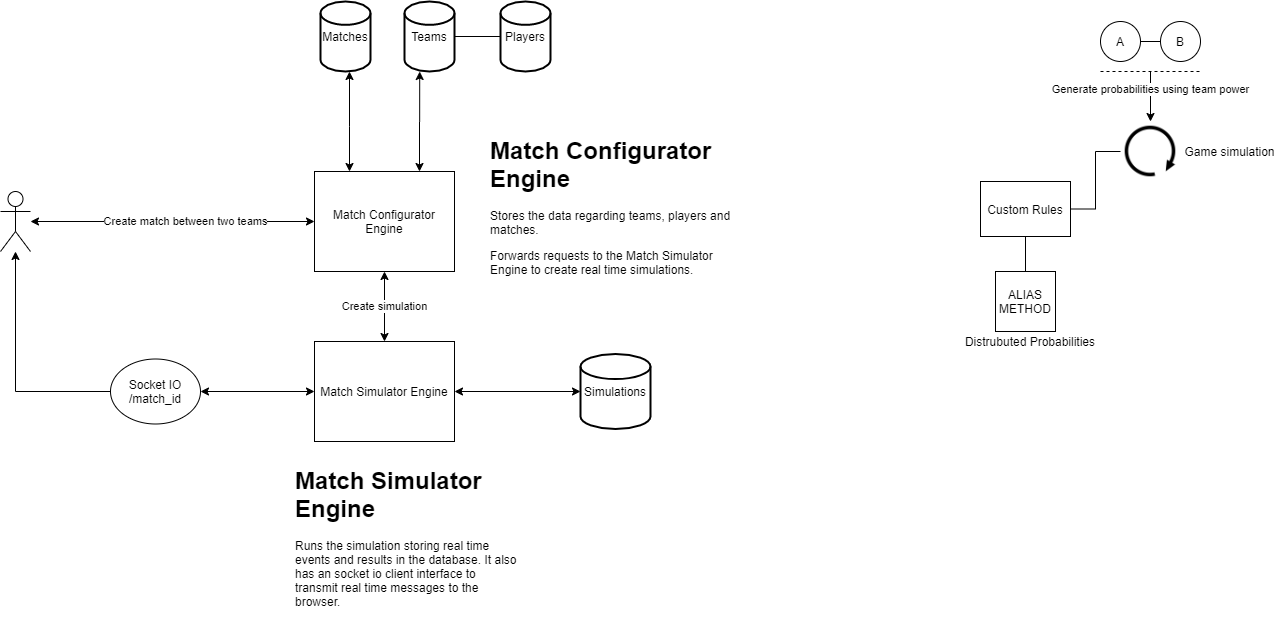 Matches
Teams
Players
Match Configurator
Engine
Stores the data regarding teams, players and
matches.
Forwards requests to the Match Simulator
Engine to create real time simulations.
Create match between two teams
Match Configurator
Engine
Create simulation
Socket IO
/match_id
Match Simulator Engine
Simulations
Match Simulator
Engine
Runs the simulation storing real time
events and results in the database. It also
has an socket io client interface to
transmit real time messages to the
browser.
A
B
Generate probabilities using team power
Game simulation
Custom Rules
ALIAS
METHOD
Distrubuted Probabilities